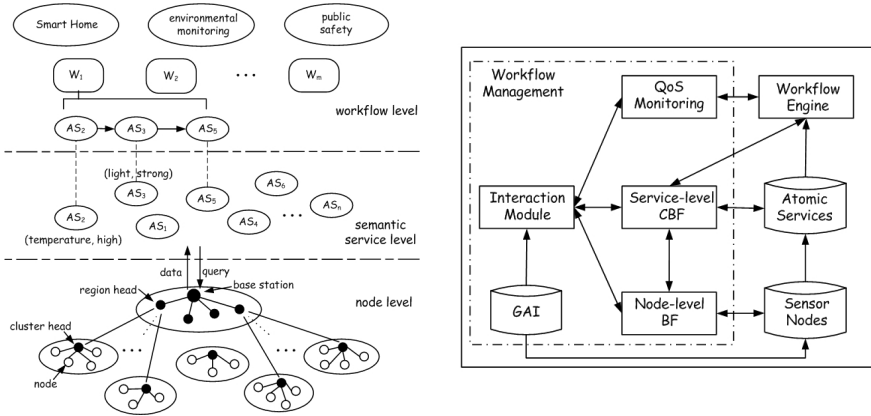 Smart Home
environmental
monitoring
public
safety
W₁
W₂
...
Wₘ
workflow level
AS₂
AS₃
AS₅
(light, strong)
AS₃
AS₆
AS₂
AS₅
ASₙ
AS₁
AS₄
...
(temperature, high)
semantic
service level
data
query
base station
region head
node level
cluster head
...
...
node
Workflow
Management
QoS
Monitoring
Workflow
Engine
Interaction
Module
Service-level
CBF
Atomic
Services
GAI
Node-level
BF
Sensor
Nodes